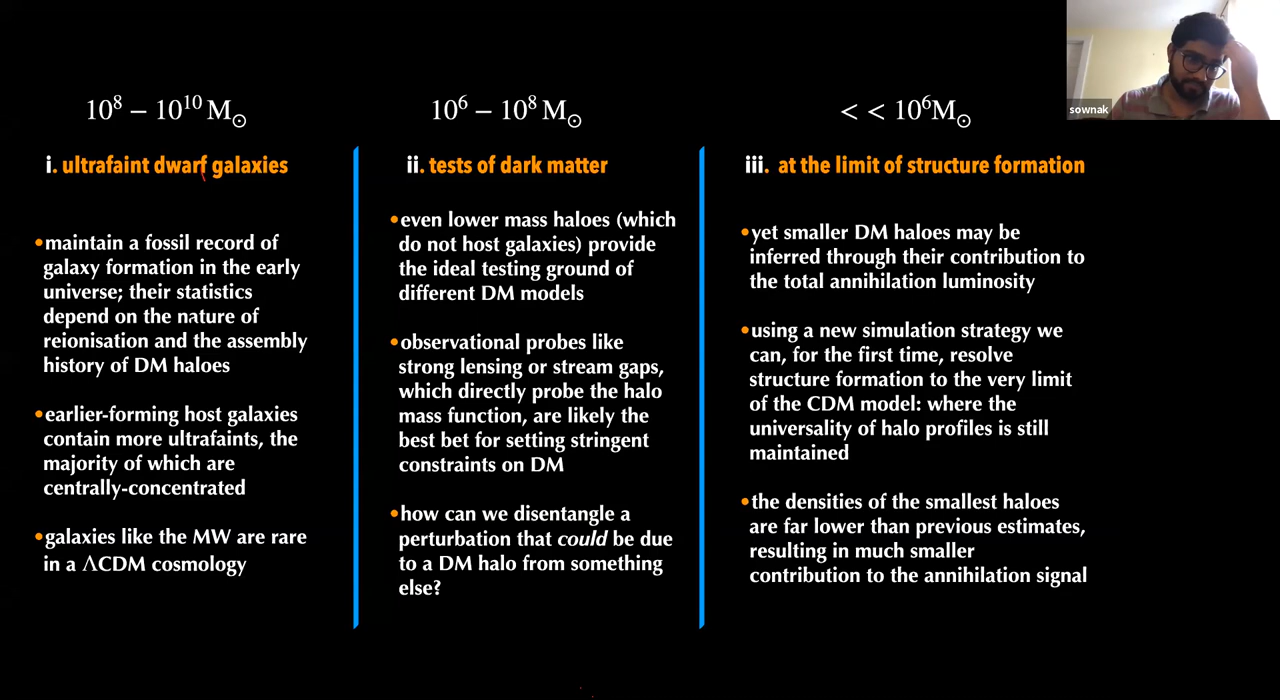 10⁸ – 10¹⁰ M☉
i. ultrafaint dwarf galaxies
•maintain a fossil record of
galaxy formation in the early
universe; their statistics
depend on the nature of
reionisation and the assembly
history of DM haloes
•earlier-forming host galaxies
contain more ultrafaints, the
majority of which are
centrally-concentrated
•galaxies like the MW are rare
in a ΛCDM cosmology
10⁶ – 10⁸ M☉
ii. tests of dark matter
•even lower mass haloes (which
do not host galaxies) provide
the ideal testing ground of
different DM models
•observational probes like
strong lensing or stream gaps,
which directly probe the halo
mass function, are likely the
best bet for setting stringent
constraints on DM
•how can we disentangle a
perturbation that could be due
to a DM halo from something
else?
< < 10⁶M☉
iii. at the limit of structure formation
•yet smaller DM haloes may be
inferred through their contribution to
the total annihilation luminosity
•using a new simulation strategy we
can, for the first time, resolve
structure formation to the very limit
of the CDM model: where the
universality of halo profiles is still
maintained
•the densities of the smallest haloes
are far lower than previous estimates,
resulting in much smaller
contribution to the annihilation signal
sownak